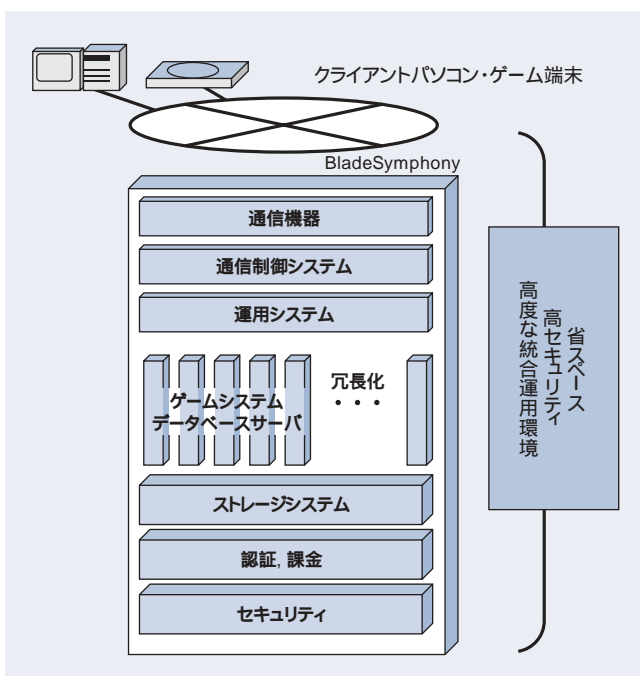 クライアントパソコン・ゲーム端末
BladeSymphony
通信機器
通信制御システム
運用システム
冗長化
・・・
ゲームシステム
データベースサーバ
ストレージシステム
認証, 課金
セキュリティ
省スペース
高セキュリティ
高度な統合運用環境